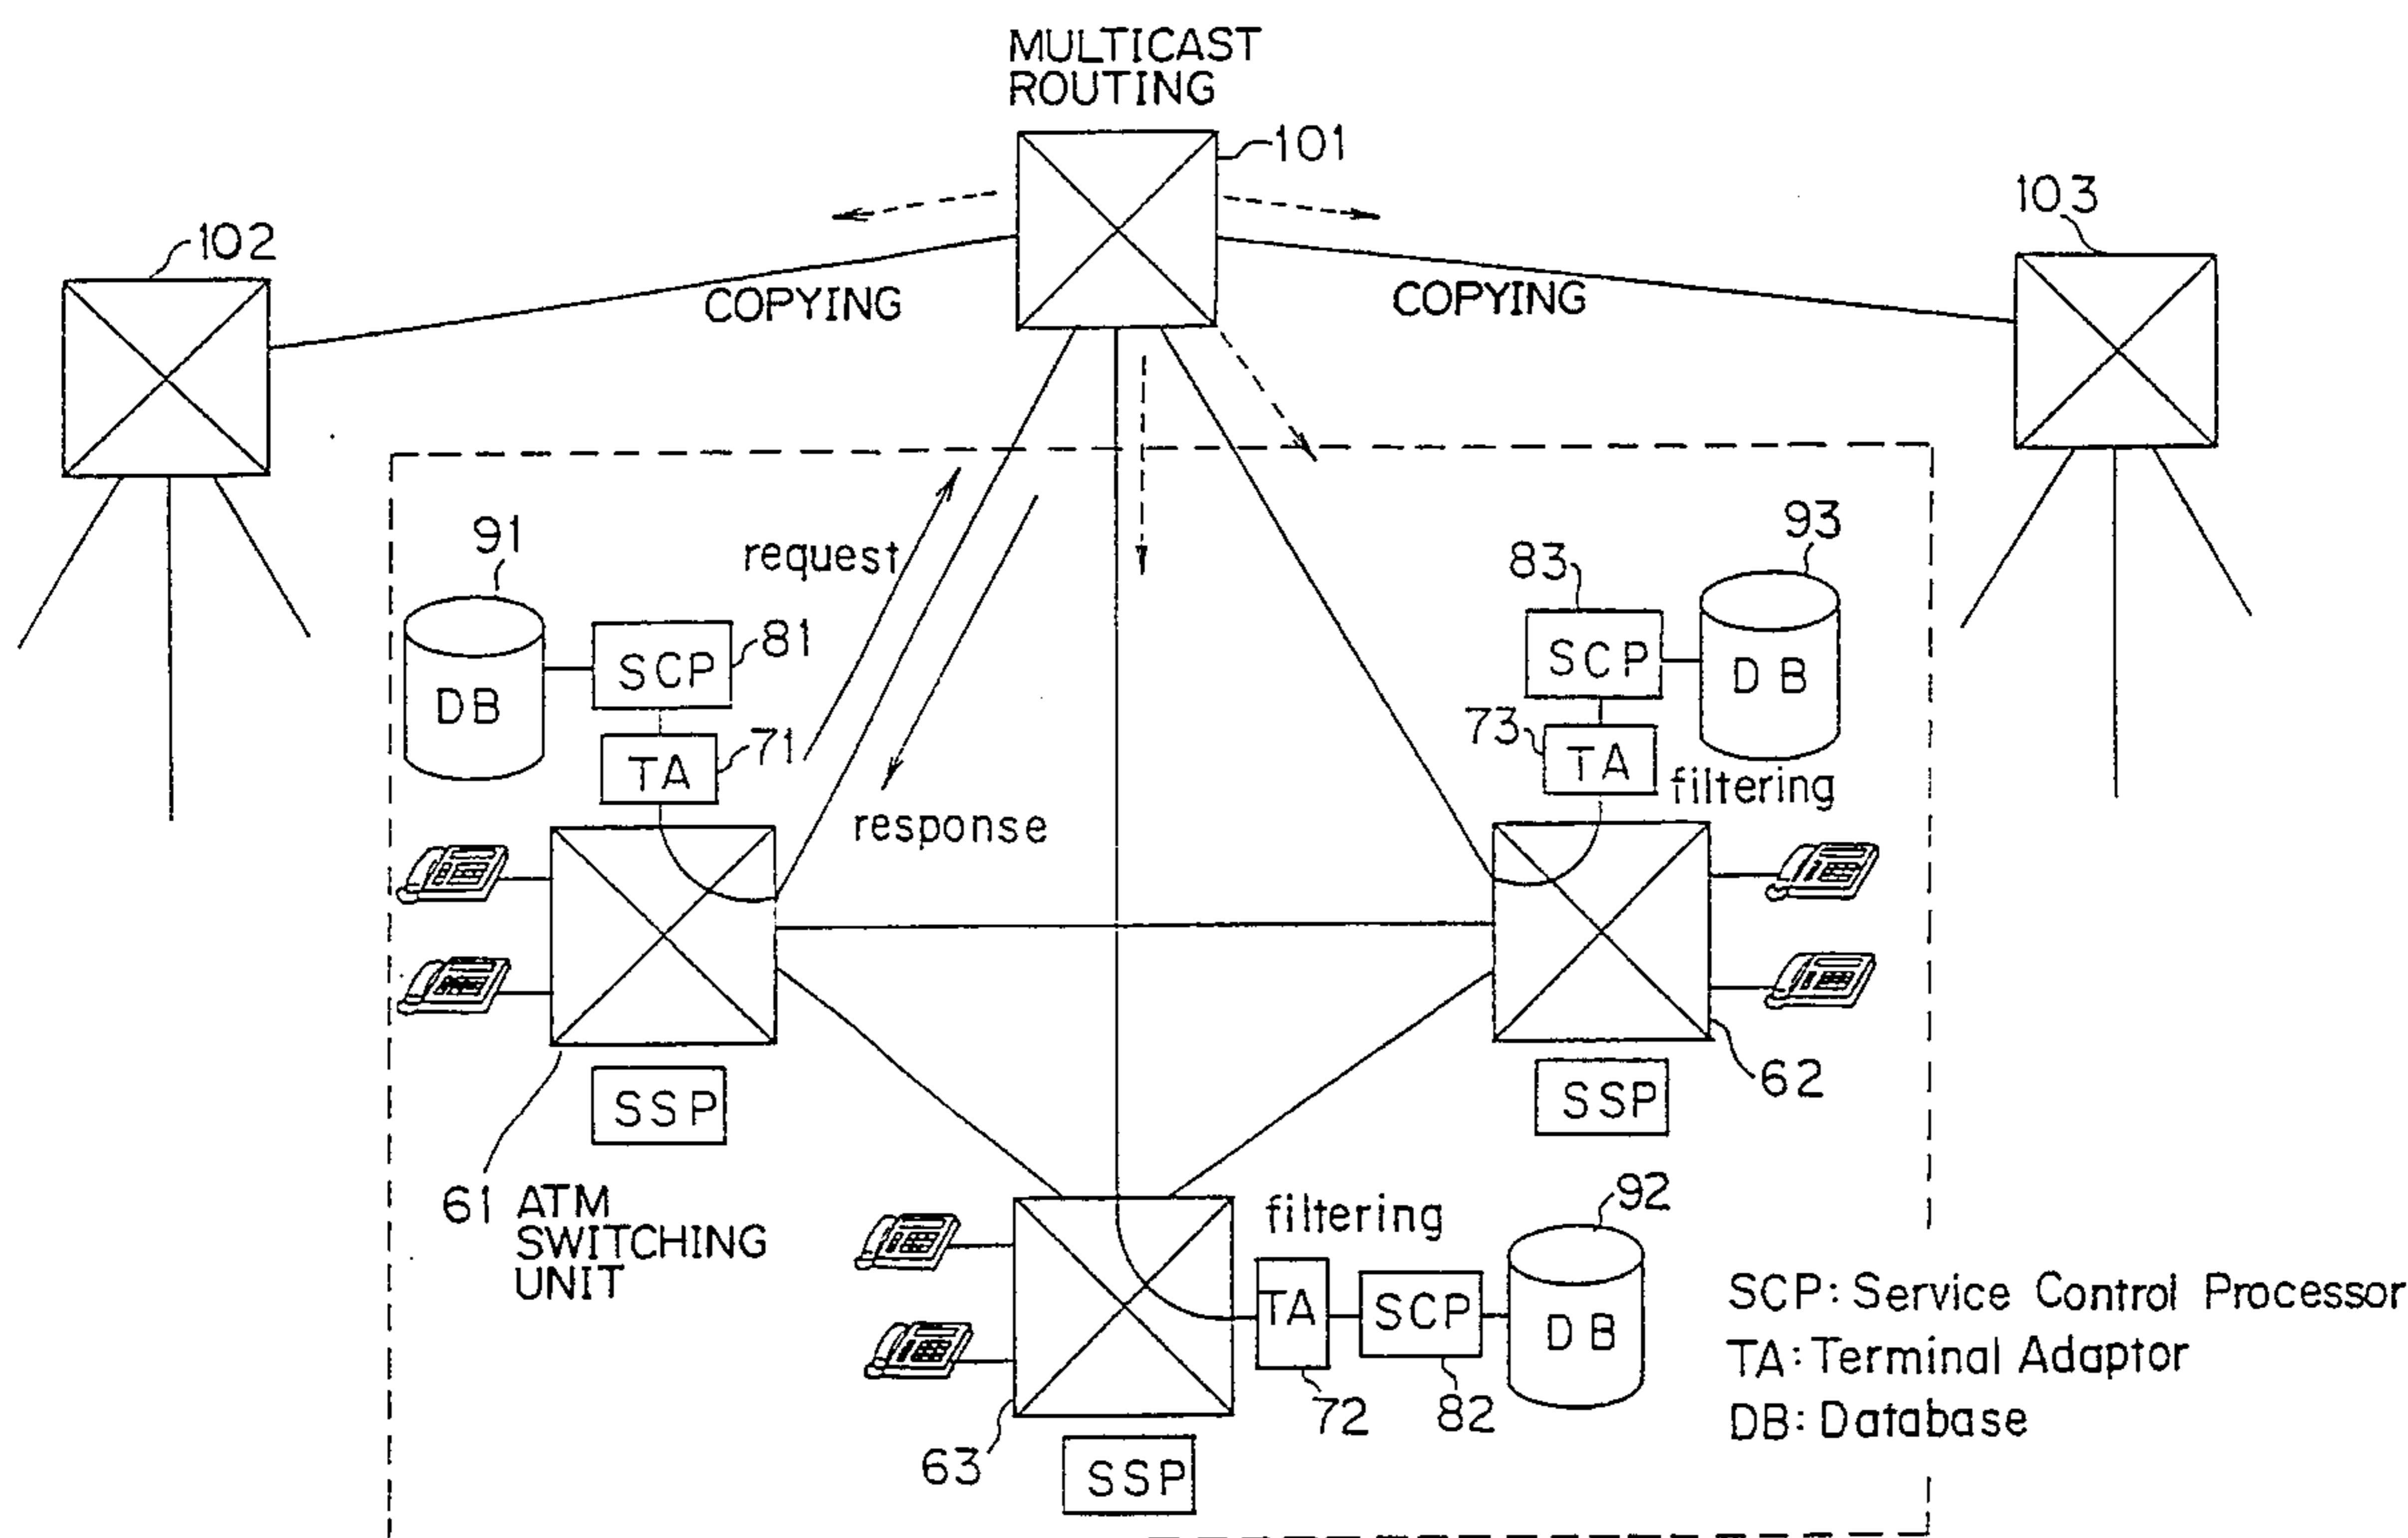 MULTICAST
ROUTING
101
102
103
COPYING
COPYING
91
request
81
SCP
DB
71
TA
response
93
83
SCP
DB
73
TA
filtering
SSP
SSP
62
61 ATM
SWITCHING
UNIT
filtering
92
TA
SCP
DB
72
82
63
SSP
SCP: Service Control Processor
TA: Terminal Adaptor
DB: Database